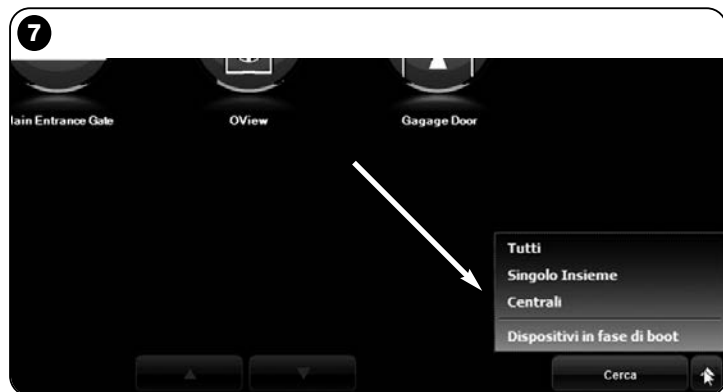 7
lain Entrance Gate
OView
Gagage Door
Tutti
Singolo Insieme
Centrali
Dispositivi in fase di boot
Cerca